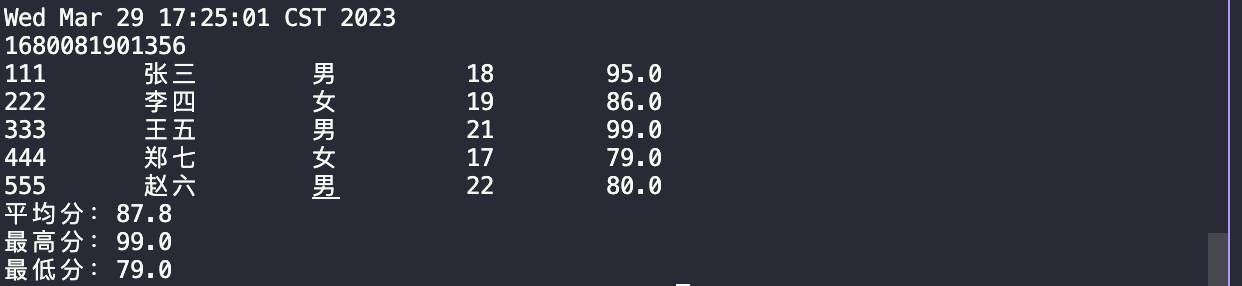 Wed Mar 29 17:25:01 CST 2023
1680081901356
111 张三 男 18 95.0
222 李四 女 19 86.0
333 王五 男 21 99.0
444 郑七 女 17 79.0
555 赵六 男 22 80.0
平均分：87.8
最高分：99.0
最低分：79.0